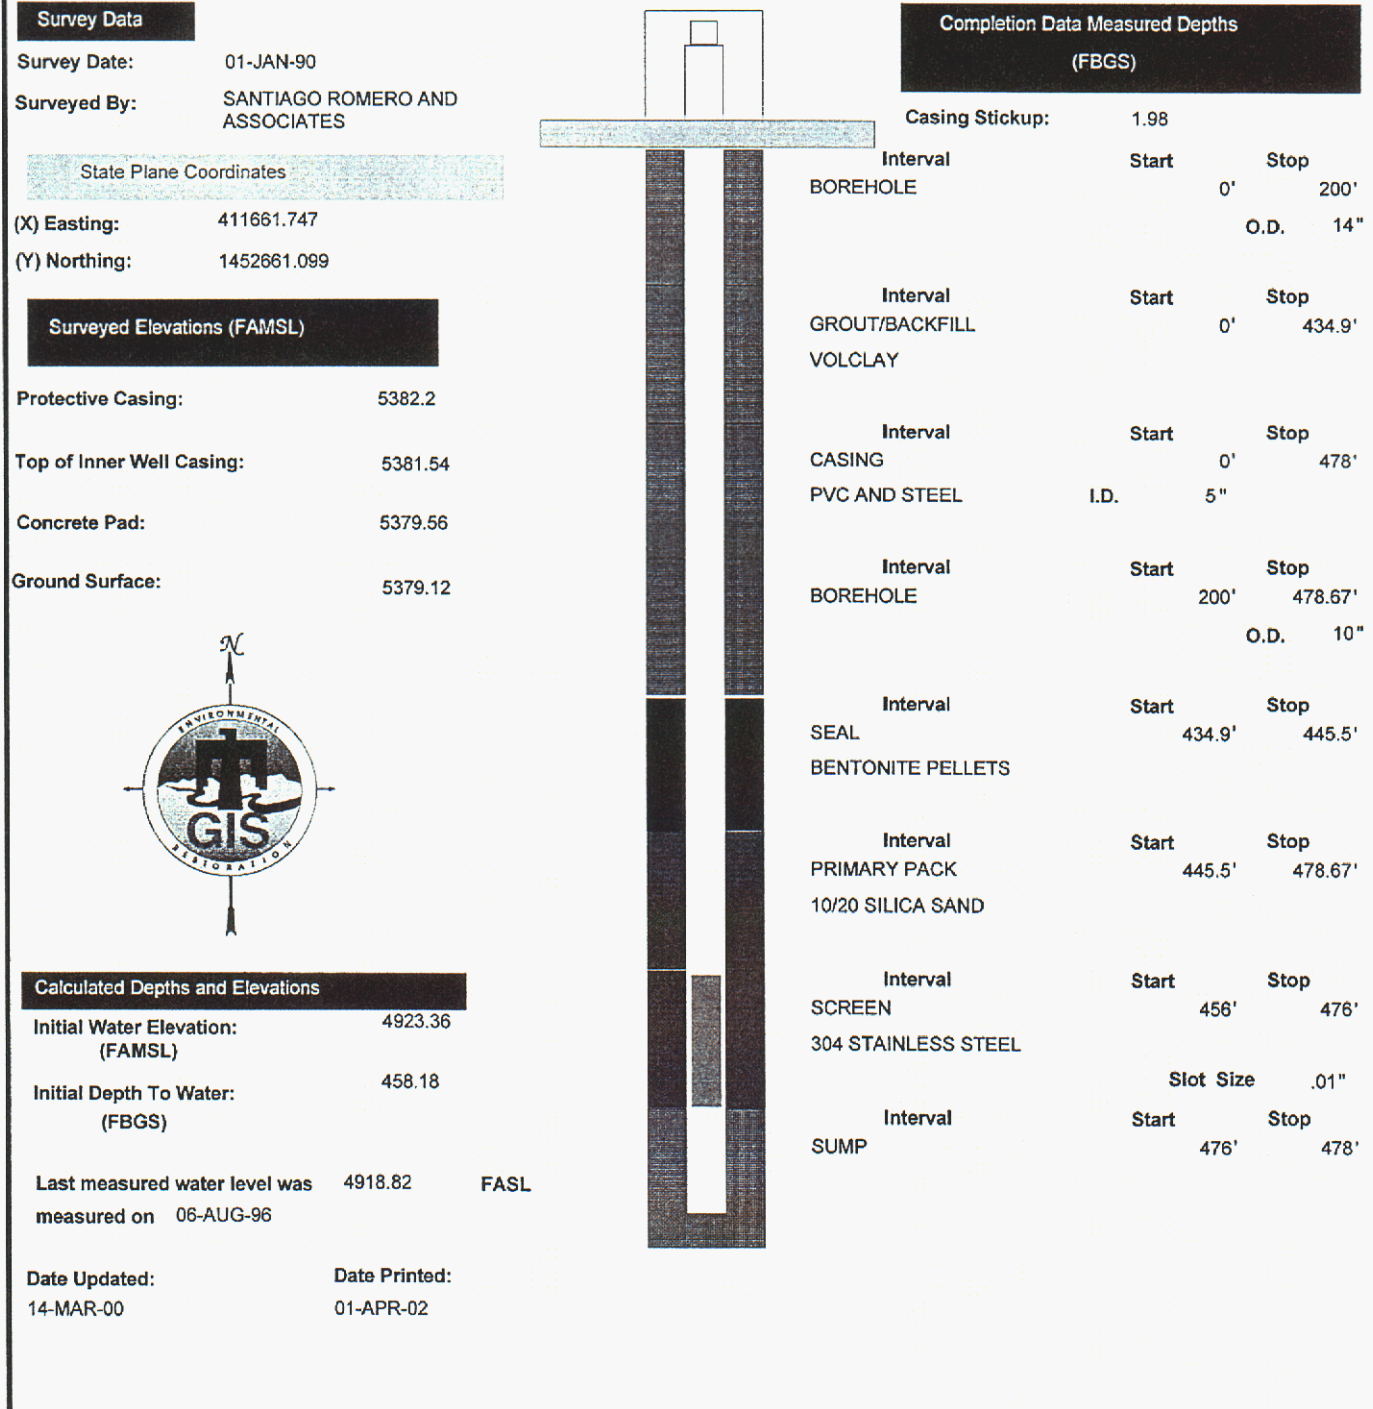 Survey Data
Survey Date: 01-JAN-90
Surveyed By: SANTIAGO ROMERO AND
ASSOCIATES
State Plane Coordinates
(X) Easting: 411661.747
(Y) Northing: 1452661.099
Surveyed Elevations (FAMSL)
Protective Casing: 5382.2
Top of Inner Well Casing: 5381.54
Concrete Pad: 5379.56
Ground Surface: 5379.12
N
ENVIRONMENTAL
GIS
RESTORATION
Calculated Depths and Elevations
Initial Water Elevation: 4923.36
(FAMSL)
Initial Depth To Water: 458.18
(FBGS)
Last measured water level was 4918.82 FASL
measured on 06-AUG-96
Date Updated: Date Printed:
14-MAR-00 01-APR-02
Completion Data Measured Depths
(FBGS)
Casing Stickup: 1.98
Interval Start Stop
BOREHOLE 0' 200'
O.D. 14"
Interval Start Stop
GROUT/BACKFILL 0' 434.9'
VOLCLAY
Interval Start Stop
CASING 0' 478'
PVC AND STEEL I.D. 5"
Interval Start Stop
BOREHOLE 200' 478.67'
O.D. 10"
Interval Start Stop
SEAL 434.9' 445.5'
BENTONITE PELLETS
Interval Start Stop
PRIMARY PACK 445.5' 478.67'
10/20 SILICA SAND
Interval Start Stop
SCREEN 456' 476'
304 STAINLESS STEEL
Slot Size .01"
Interval Start Stop
SUMP 476' 478'